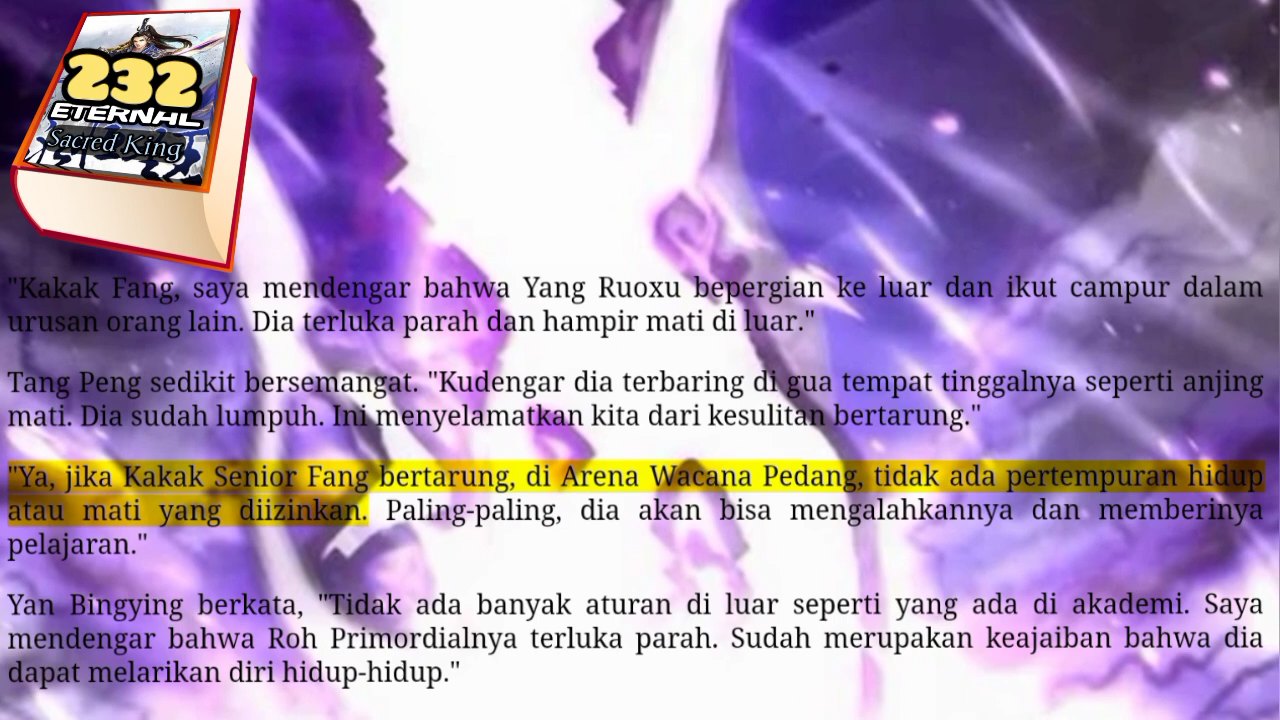 232
ETERNAL
Sacred King
"Kakak Fang, saya mendengar bahwa Yang Ruoxu bepergian ke luar dan ikut campur dalam
urusan orang lain. Dia terluka parah dan hampir mati di luar."
Tang Peng sedikit bersemangat. "Kudengar dia terbaring di gua tempat tinggalnya seperti anjing
mati. Dia sudah lumpuh. Ini menyelamatkan kita dari kesulitan bertarung."
"Ya, jika Kakak Senior Fang bertarung, di Arena Wacana Pedang, tidak ada pertempuran hidup
atau mati yang diizinkan. Paling-paling, dia akan bisa mengalahkannya dan memberinya
pelajaran."
Yan Bingying berkata, "Tidak ada banyak aturan di luar seperti yang ada di akademi. Saya
mendengar bahwa Roh Primordialnya terluka parah. Sudah merupakan keajaiban bahwa dia
dapat melarikan diri hidup-hidup."